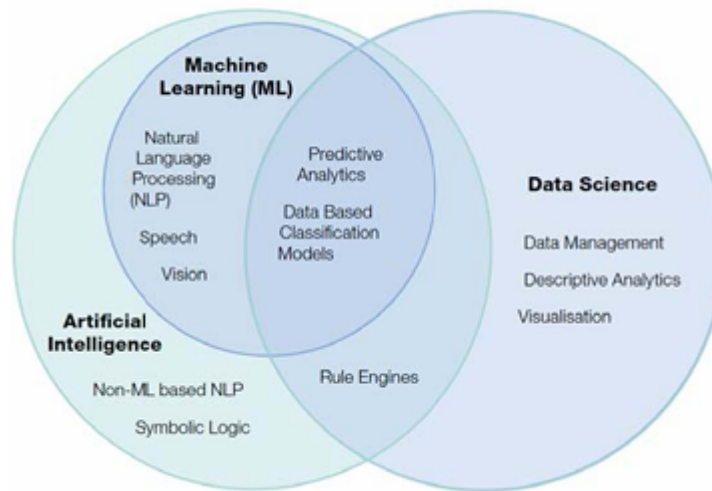 Machine
Learning (ML)
Natural
Language
Processing
(NLP)
Speech
Vision
Predictive
Analytics
Data Based
Classification
Models
Data Science
Data Management
Descriptive Analytics
Visualisation
Artificial
Intelligence
Non-ML based NLP
Symbolic Logic
Rule Engines